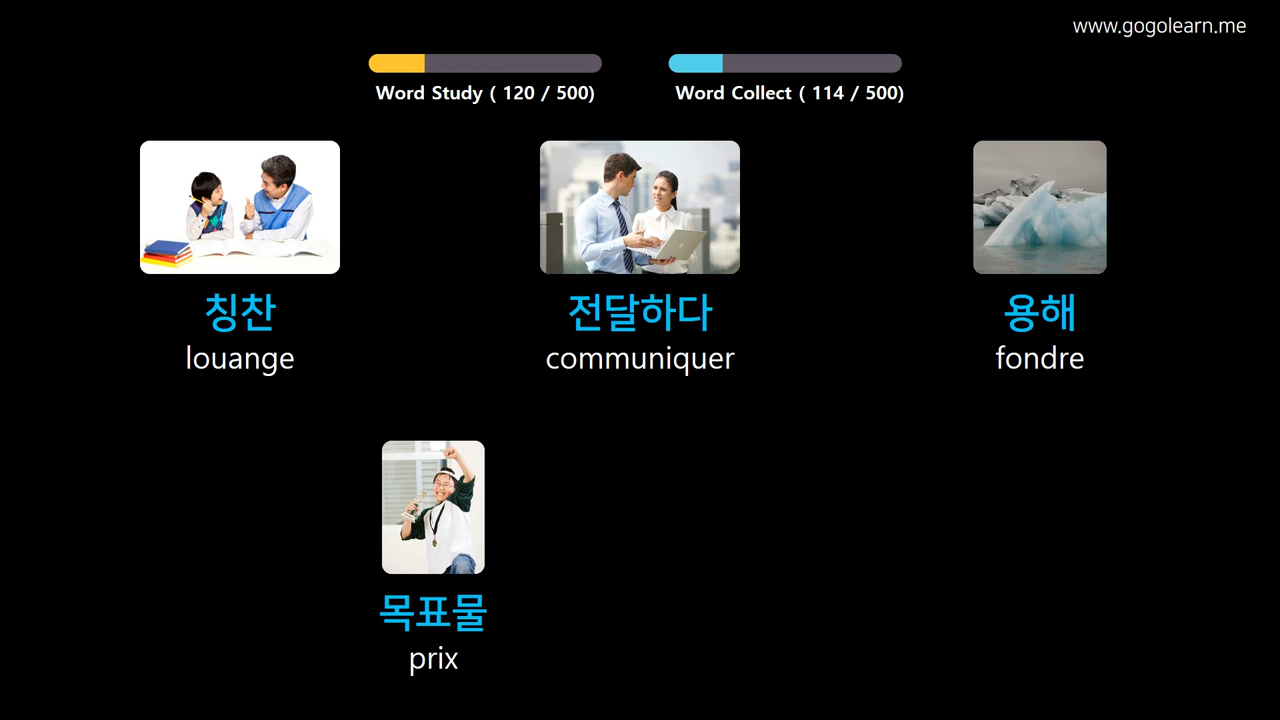 www.gogolearn.me
Word Study ( 120 / 500)
Word Collect ( 114 / 500)
칭찬
louange
전달하다
communiquer
용해
fondre
목표물
prix